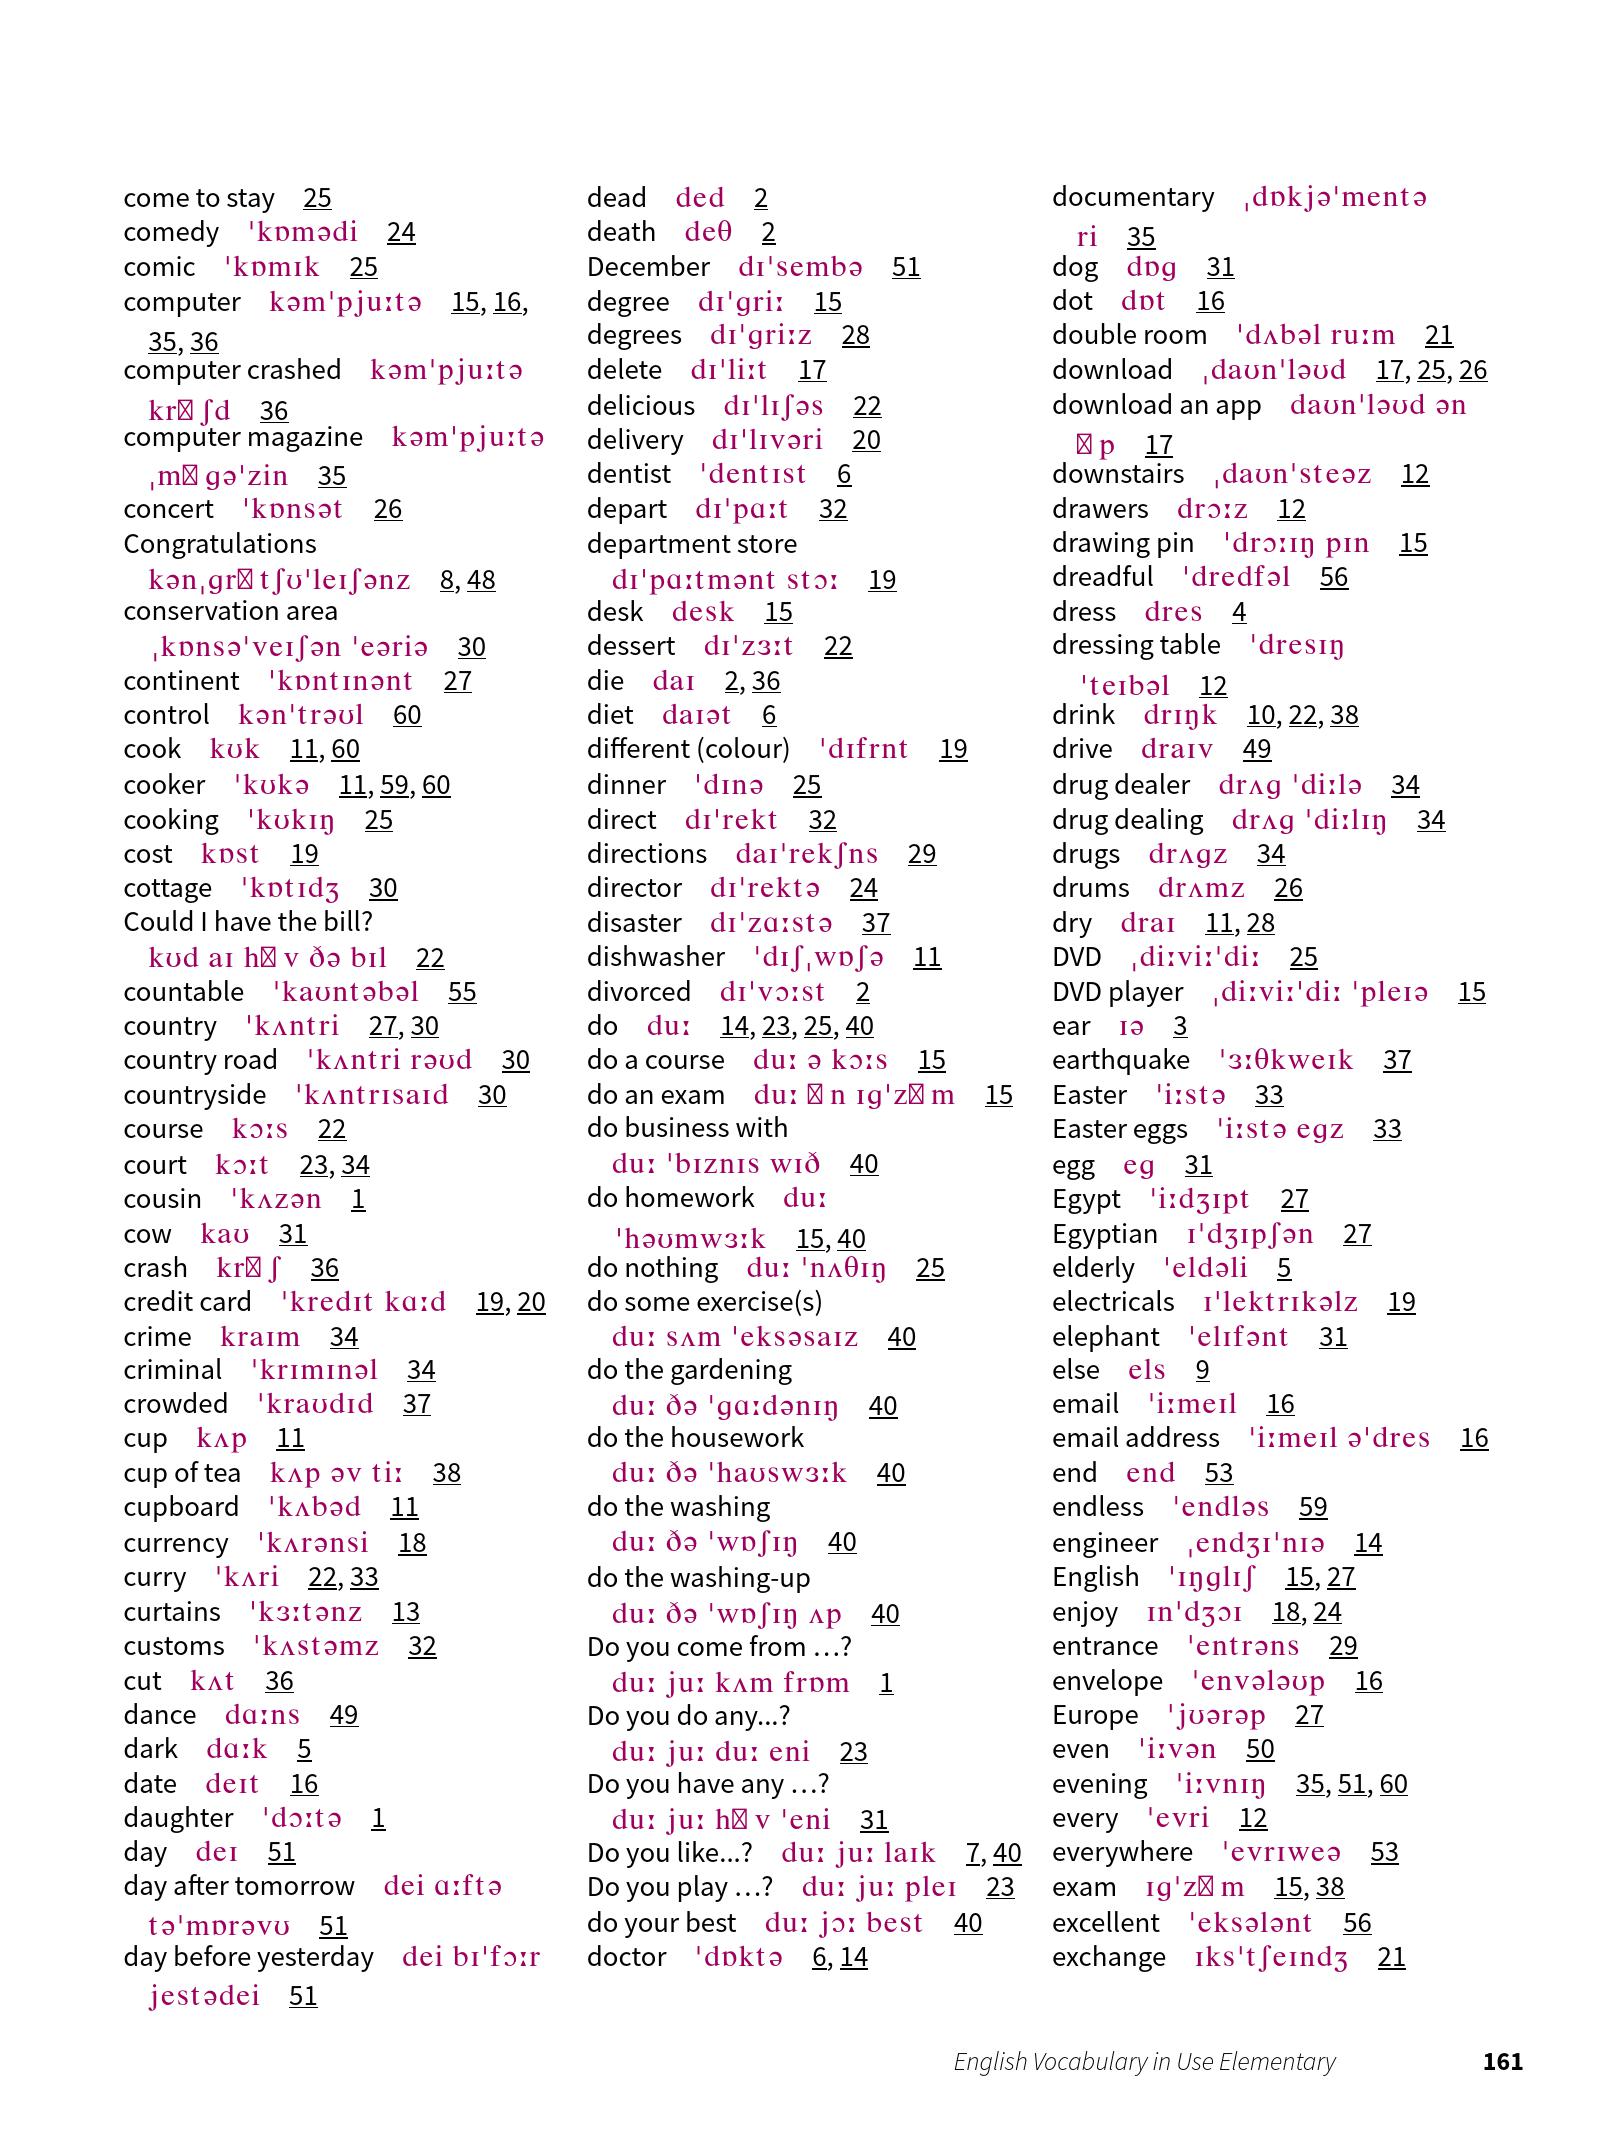 come to stay 25
comedy ˈkɒmədi 24
comic ˈkɒmɪk 25
computer kəmˈpjuːtə 15, 16,
35, 36
computer crashed kəmˈpjuːtə
kr ʃd 36
computer magazine kəmˈpjuːtə
ˌm gəˈzin 35
concert ˈkɒnsət 26
Congratulations
kənˌgr tʃʊˈleɪʃənz 8, 48
conservation area
ˌkɒnsəˈveɪʃən ˈeəriə 30
continent ˈkɒntɪnənt 27
control kənˈtrəʊl 60
cook kʊk 11, 60
cooker ˈkʊkə 11, 59, 60
cooking ˈkʊkɪŋ 25
cost kɒst 19
cottage ˈkɒtɪdʒ 30
Could I have the bill?
kʊd aɪ h v ðə bɪl 22
countable ˈkaʊntəbəl 55
country ˈkʌntri 27, 30
country road ˈkʌntri rəʊd 30
countryside ˈkʌntrɪsaɪd 30
course kɔːs 22
court kɔːt 23, 34
cousin ˈkʌzən 1
cow kaʊ 31
crash kr ʃ 36
credit card ˈkredɪt kɑːd 19, 20
crime kraɪm 34
criminal ˈkrɪmɪnəl 34
crowded ˈkraʊdɪd 37
cup kʌp 11
cup of tea kʌp əv tiː 38
cupboard ˈkʌbəd 11
currency ˈkʌrənsi 18
curry ˈkʌri 22, 33
curtains ˈkɜːtənz 13
customs ˈkʌstəmz 32
cut kʌt 36
dance dɑːns 49
dark dɑːk 5
date deɪt 16
daughter ˈdɔːtə 1
day deɪ 51
day after tomorrow dei ɑːftə
təˈmɒrəvʊ 51
day before yesterday dei bɪˈfɔːr
jestədei 51
dead ded 2
death deθ 2
December dɪˈsembə 51
degree dɪˈgriː 15
degrees dɪˈgriːz 28
delete dɪˈliːt 17
delicious dɪˈlɪʃəs 22
delivery dɪˈlɪvəri 20
dentist ˈdentɪst 6
depart dɪˈpɑːt 32
department store
dɪˈpɑːtmənt stɔː 19
desk desk 15
dessert dɪˈzɜːt 22
die daɪ 2, 36
diet daɪət 6
different (colour) ˈdɪfrnt 19
dinner ˈdɪnə 25
direct dɪˈrekt 32
directions daɪˈrekʃns 29
director dɪˈrektə 24
disaster dɪˈzɑːstə 37
dishwasher ˈdɪʃˌwɒʃə 11
divorced dɪˈvɔːst 2
do duː 14, 23, 25, 40
do a course duː ə kɔːs 15
do an exam duː n ɪgˈz m 15
do business with
duː ˈbɪznɪs wɪð 40
do homework duː
ˈhəʊmwɜːk 15, 40
do nothing duː ˈnʌθɪŋ 25
do some exercise(s)
duː sʌm ˈeksəsaɪz 40
do the gardening
duː ðə ˈgɑːdənɪŋ 40
do the housework
duː ðə ˈhaʊswɜːk 40
do the washing
duː ðə ˈwɒʃɪŋ 40
do the washing-up
duː ðə ˈwɒʃɪŋ ʌp 40
Do you come from …?
duː juː kʌm frɒm 1
Do you do any...?
duː juː duː eni 23
Do you have any …?
duː juː h v ˈeni 31
Do you like...? duː juː laɪk 7, 40
Do you play …? duː juː pleɪ 23
do your best duː jɔː best 40
doctor ˈdɒktə 6, 14
documentary ˌdɒkjəˈmentə
ri 35
dog dɒg 31
dot dɒt 16
double room ˈdʌbəl ruːm 21
download ˌdaʊnˈləʊd 17, 25, 26
download an app daʊnˈləʊd ən
p 17
downstairs ˌdaʊnˈsteəz 12
drawers drɔːz 12
drawing pin ˈdrɔːɪŋ pɪn 15
dreadful ˈdredfəl 56
dress dres 4
dressing table ˈdresɪŋ
ˈteɪbəl 12
drink drɪŋk 10, 22, 38
drive draɪv 49
drug dealer drʌg ˈdiːlə 34
drug dealing drʌg ˈdiːlɪŋ 34
drugs drʌgz 34
drums drʌmz 26
dry draɪ 11, 28
DVD ˌdiːviːˈdiː 25
DVD player ˌdiːviːˈdiː ˈpleɪə 15
ear ɪə 3
earthquake ˈɜːθkweɪk 37
Easter ˈiːstə 33
Easter eggs ˈiːstə egz 33
egg eg 31
Egypt ˈiːdʒɪpt 27
Egyptian ɪˈdʒɪpʃən 27
elderly ˈeldəli 5
electricals ɪˈlektrɪkəlz 19
elephant ˈelɪfənt 31
else els 9
email ˈiːmeɪl 16
email address ˈiːmeɪl əˈdres 16
end end 53
endless ˈendləs 59
engineer ˌendʒɪˈnɪə 14
English ˈɪŋglɪʃ 15, 27
enjoy ɪnˈdʒɔɪ 18, 24
entrance ˈentrəns 29
envelope ˈenvələʊp 16
Europe ˈjʊərəp 27
even ˈiːvən 50
evening ˈiːvnɪŋ 35, 51, 60
every ˈevri 12
everywhere ˈevrɪweə 53
exam ɪgˈz m 15, 38
excellent ˈeksələnt 56
exchange ɪksˈtʃeɪndʒ 21
English Vocabulary in Use Elementary 161